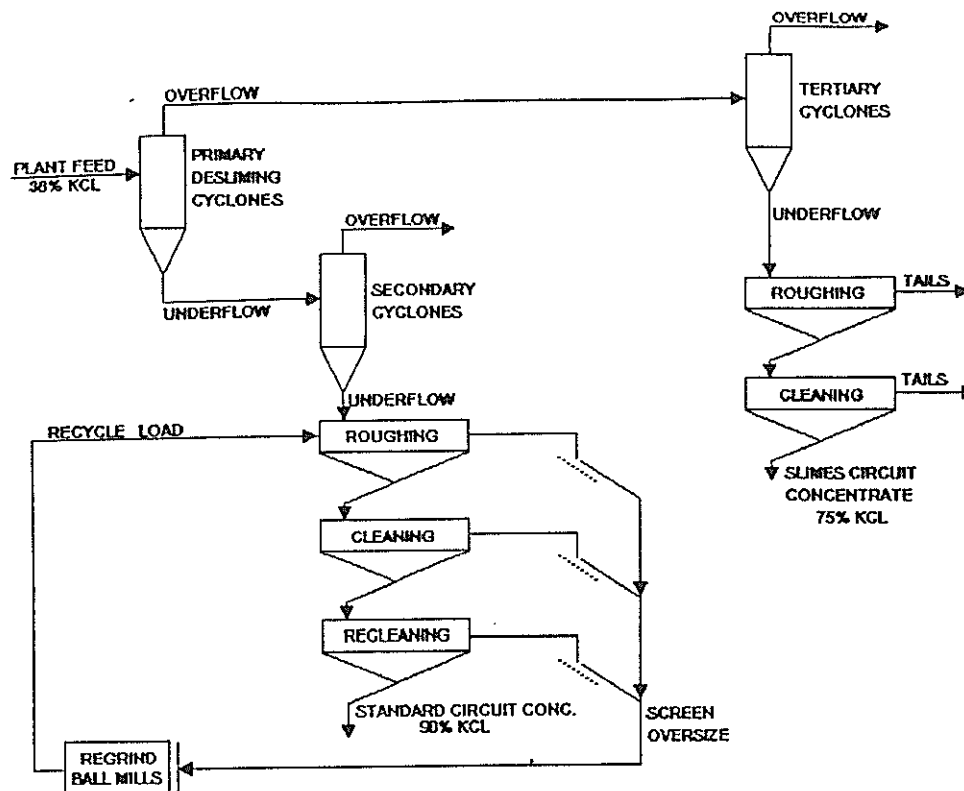 OVERFLOW
OVERFLOW
TERTIARY
CYCLONES
PLANT FEED
38% KCL
PRIMARY
DESLIMING
CYCLONES
OVERFLOW
UNDERFLOW
SECONDARY
CYCLONES
UNDERFLOW
ROUGHING
TAILS
CLEANING
TAILS
SLIMES CIRCUIT
CONCENTRATE
75% KCL
UNDERFLOW
RECYCLE LOAD
ROUGHING
CLEANING
RECLEANING
STANDARD CIRCUIT CONC.
90% KCL
SCREEN
OVERSIZE
REGRIND
BALL MILLS